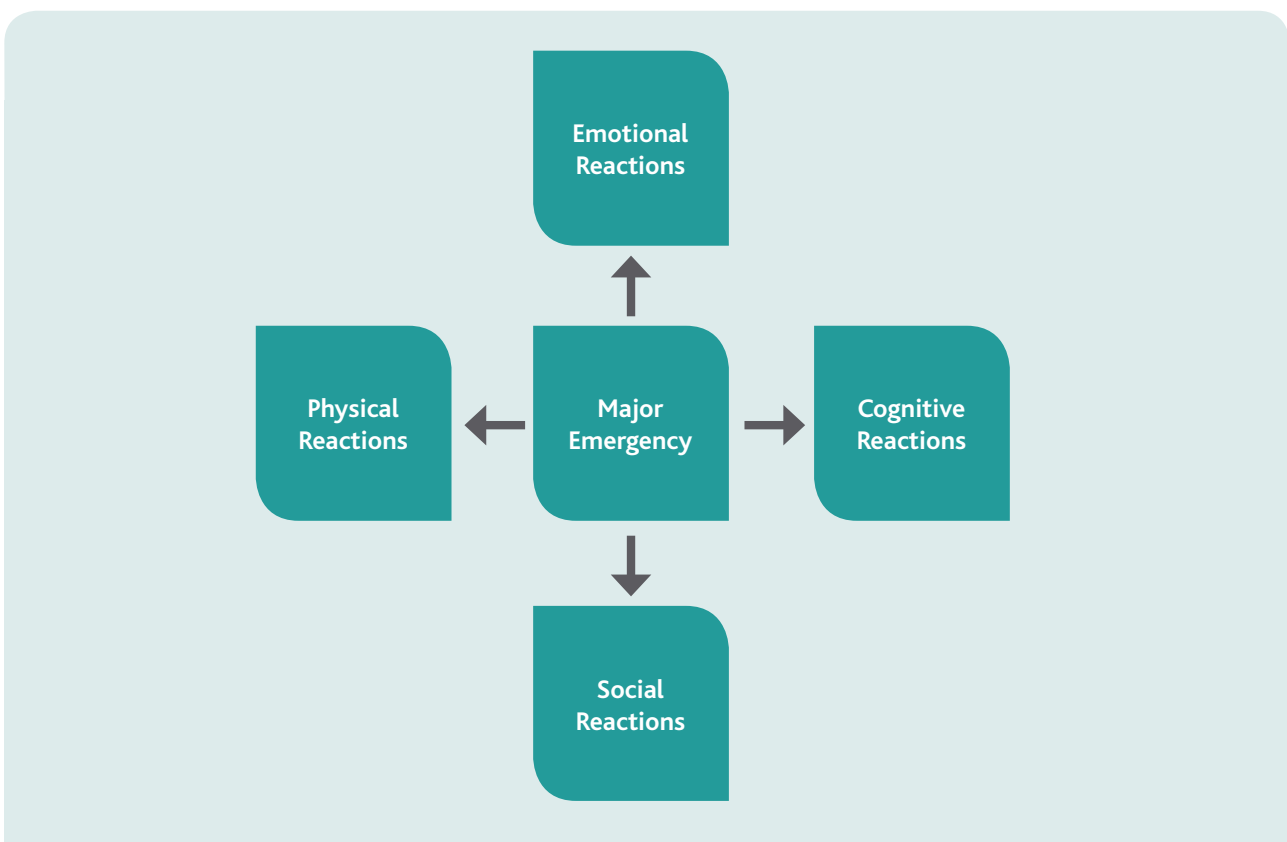 Emotional
Reactions
Physical
Reactions
Major
Emergency
Cognitive
Reactions
Social
Reactions